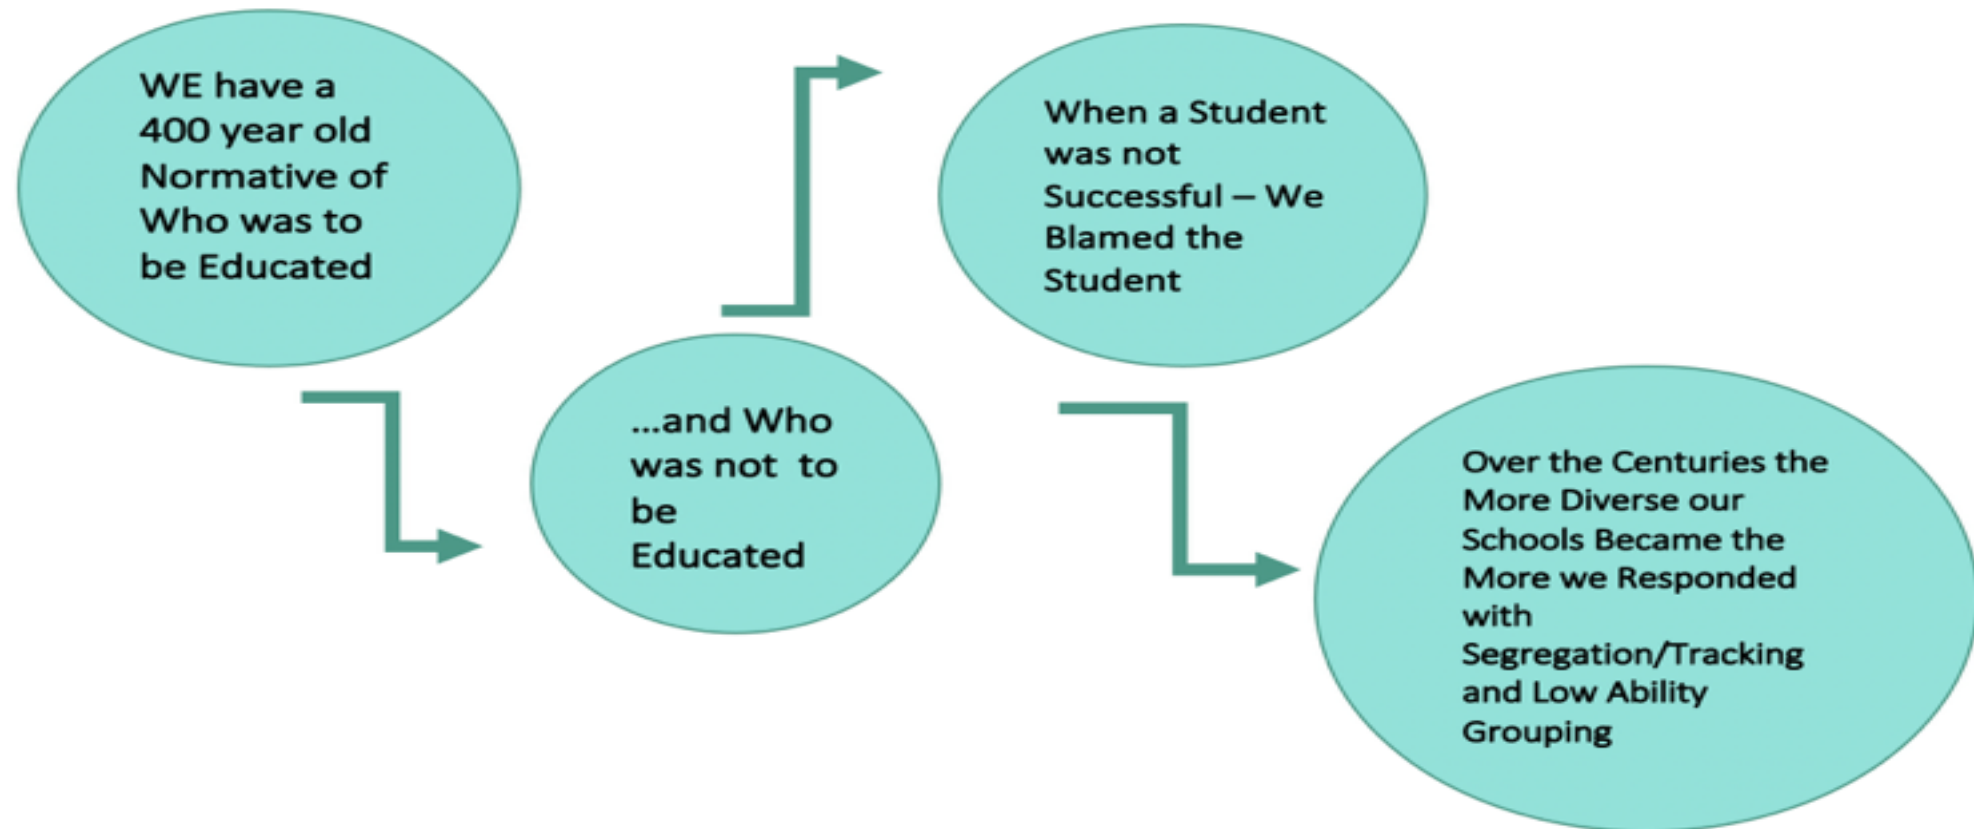 WE have a
400 year old
Normative of
Who was to
be Educated
...and Who
was not  to
be
Educated
When a Student
was not
Successful – We
Blamed the
Student
Over the Centuries the
More Diverse our
Schools Became the
More we Responded
with
Segregation/Tracking
and Low Ability
Grouping